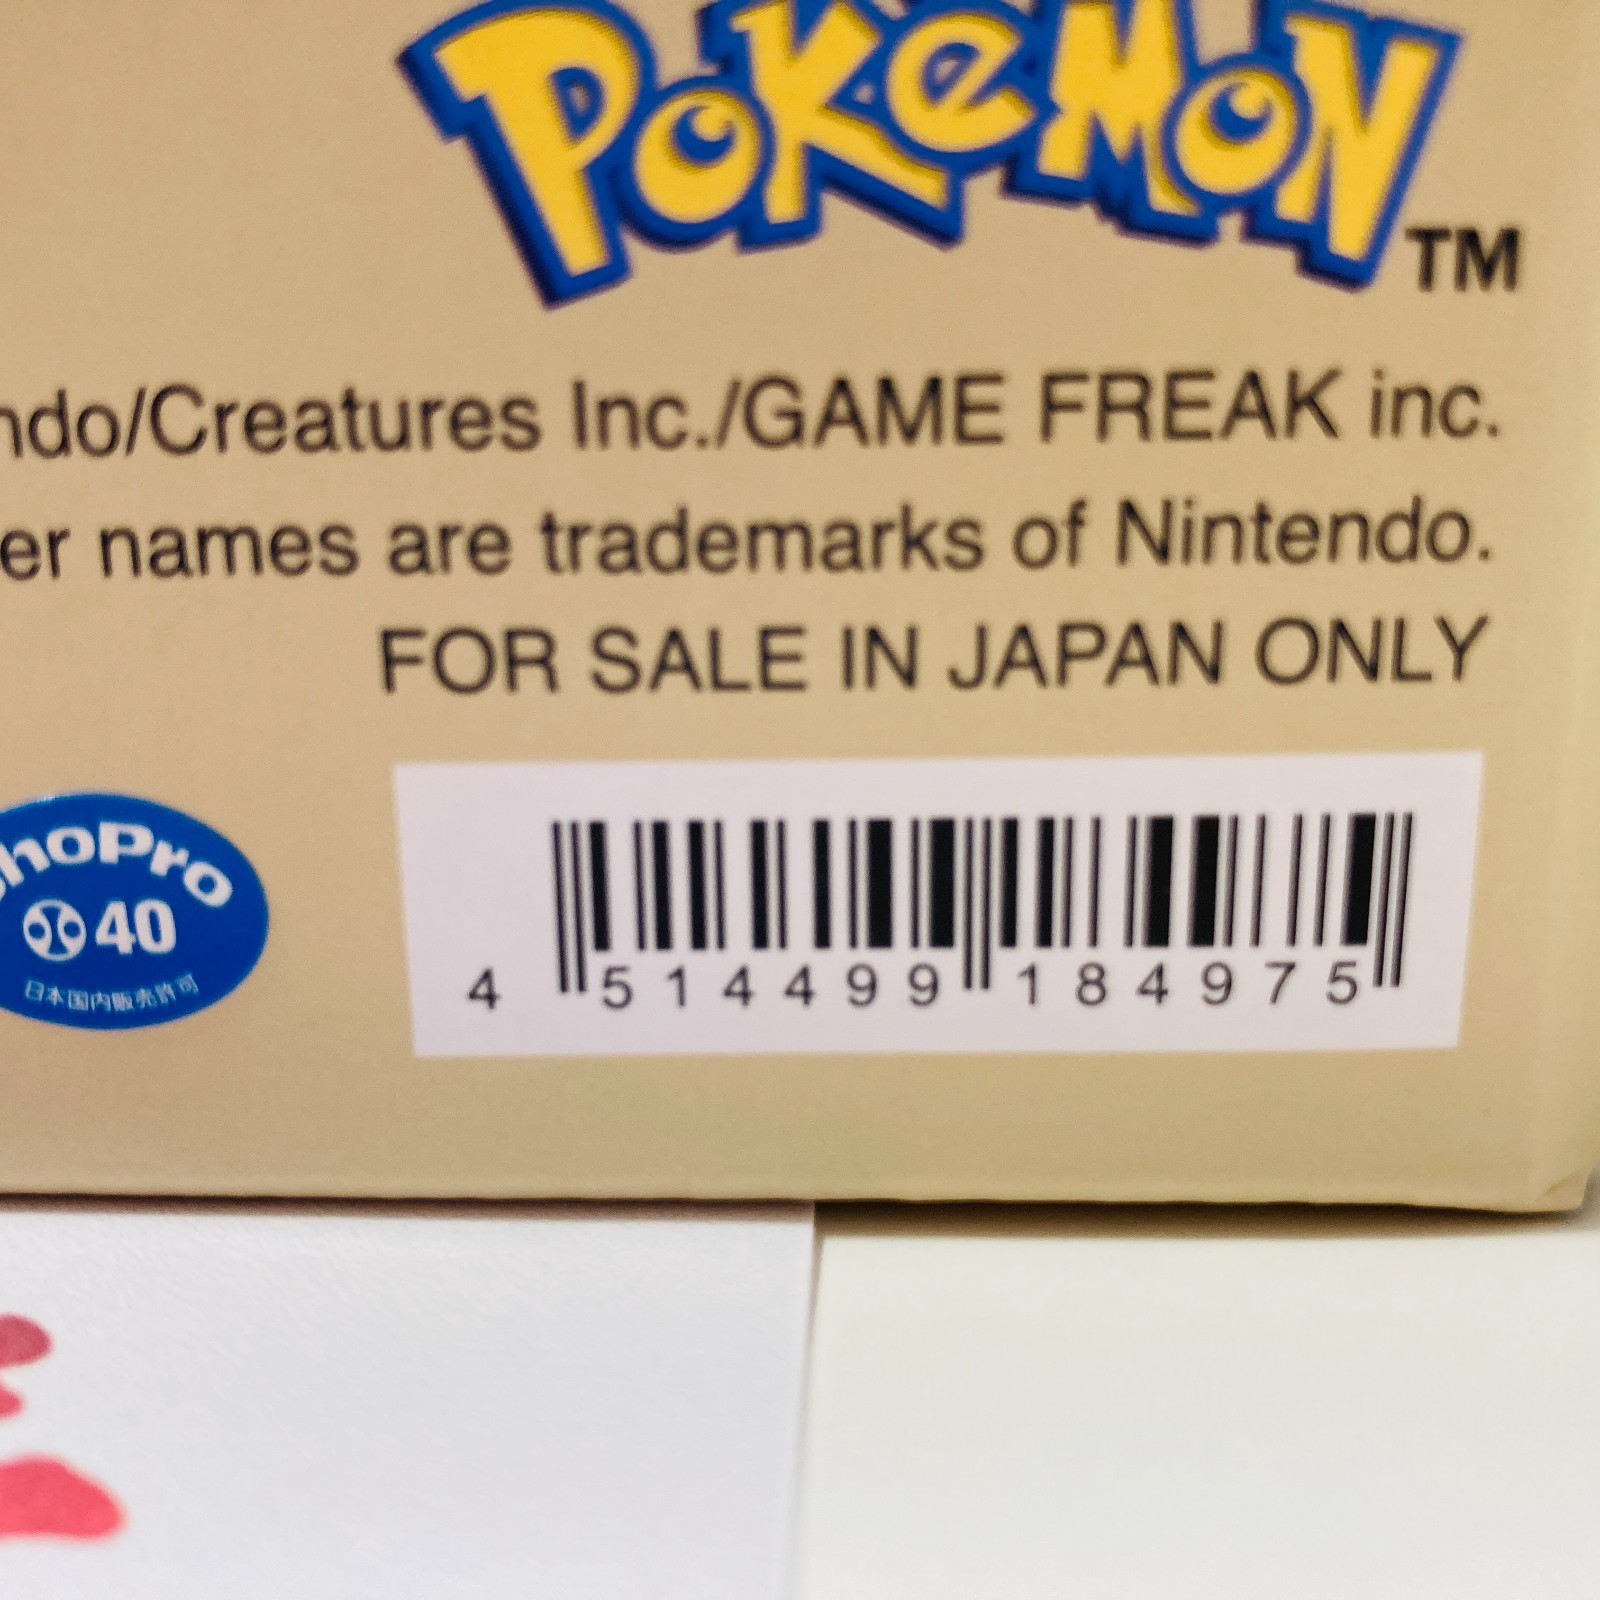 POKéMON TM
ndo/Creatures Inc./GAME FREAK inc.
er names are trademarks of Nintendo.
FOR SALE IN JAPAN ONLY
ShoPro
40
日本国内販売許可
4 514499 184975